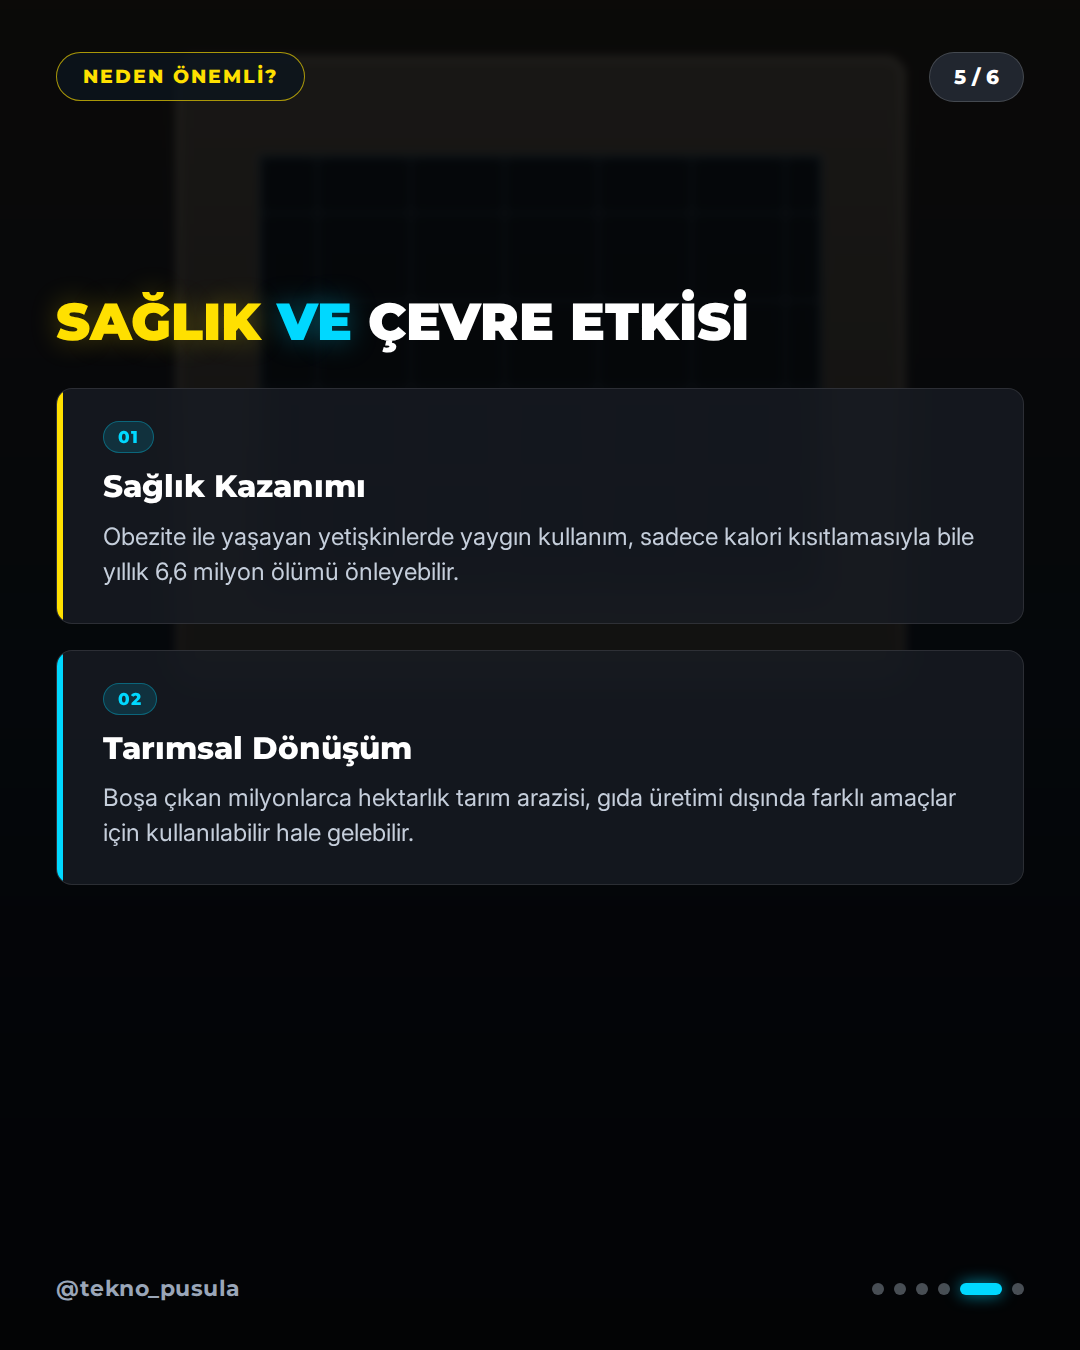 NEDEN ÖNEMLİ?
5 / 6
SAĞLIK VE ÇEVRE ETKİSİ
01
Sağlık Kazanımı
Obezite ile yaşayan yetişkinlerde yaygın kullanım, sadece kalori kısıtlamasıyla bile
yıllık 6,6 milyon ölümü önleyebilir.
02
Tarımsal Dönüşüm
Boşa çıkan milyonlarca hektarlık tarım arazisi, gıda üretimi dışında farklı amaçlar
için kullanılabilir hale gelebilir.
@tekno_pusula